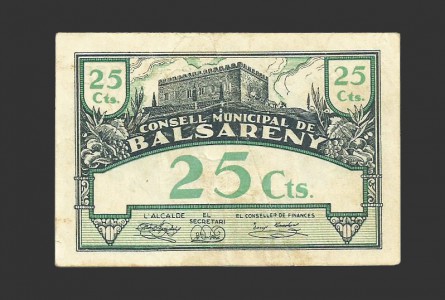 25
Cts.
25
Cts.
CONSELL MUNICIPAL DE
BALSARENY
25 Cts.
L'ALCALDE EL SECRETARI EL CONSELLER DE FINANCES